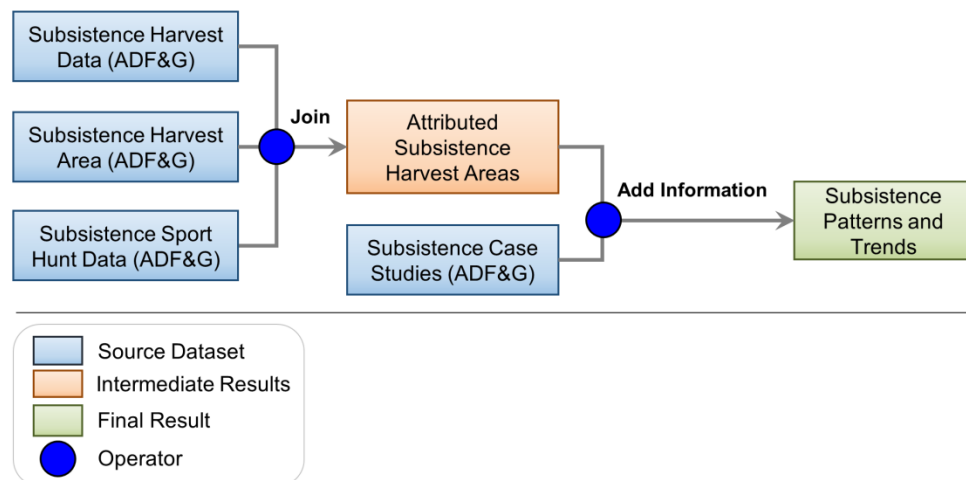 Subsistence Harvest
Data (ADF&G)
Subsistence Harvest
Area (ADF&G)
Subsistence Sport
Hunt Data (ADF&G)
Join
Attributed
Subsistence
Harvest Areas
Subsistence Case
Studies (ADF&G)
Add Information
Subsistence
Patterns and
Trends
Source Dataset
Intermediate Results
Final Result
Operator